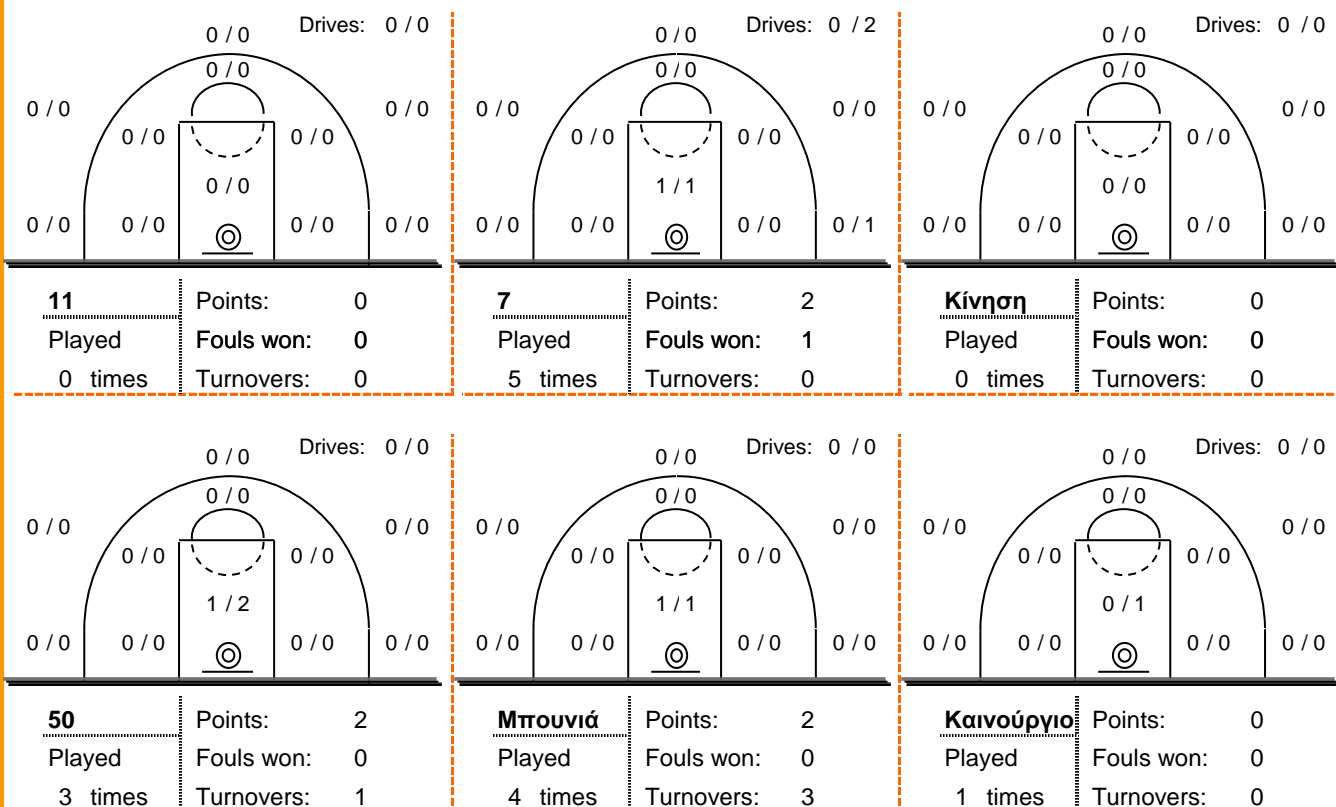 0 / 0 Drives: 0 / 0
0 / 0
0 / 0 0 / 0
0 / 0 0 / 0
0 / 0
0 / 0 0 / 0 0 / 0 0 / 0
11 Points: 0
Played Fouls won: 0
0 times Turnovers: 0
0 / 0 Drives: 0 / 2
0 / 0
0 / 0 0 / 0
0 / 0 0 / 0
1 / 1
0 / 0 0 / 0 0 / 0 0 / 1
7 Points: 2
Played Fouls won: 1
5 times Turnovers: 0
0 / 0 Drives: 0 / 0
0 / 0
0 / 0 0 / 0
0 / 0 0 / 0
0 / 0
0 / 0 0 / 0 0 / 0 0 / 0
Κίνηση Points: 0
Played Fouls won: 0
0 times Turnovers: 0
0 / 0 Drives: 0 / 0
0 / 0
0 / 0 0 / 0
0 / 0 0 / 0
1 / 2
0 / 0 0 / 0 0 / 0 0 / 0
50 Points: 2
Played Fouls won: 0
3 times Turnovers: 1
0 / 0 Drives: 0 / 0
0 / 0
0 / 0 0 / 0
0 / 0 0 / 0
1 / 1
0 / 0 0 / 0 0 / 0 0 / 0
Μπουνιά Points: 2
Played Fouls won: 0
4 times Turnovers: 3
0 / 0 Drives: 0 / 0
0 / 0
0 / 0 0 / 0
0 / 0 0 / 0
0 / 1
0 / 0 0 / 0 0 / 0 0 / 0
Καινούργιο Points: 0
Played Fouls won: 0
1 times Turnovers: 0